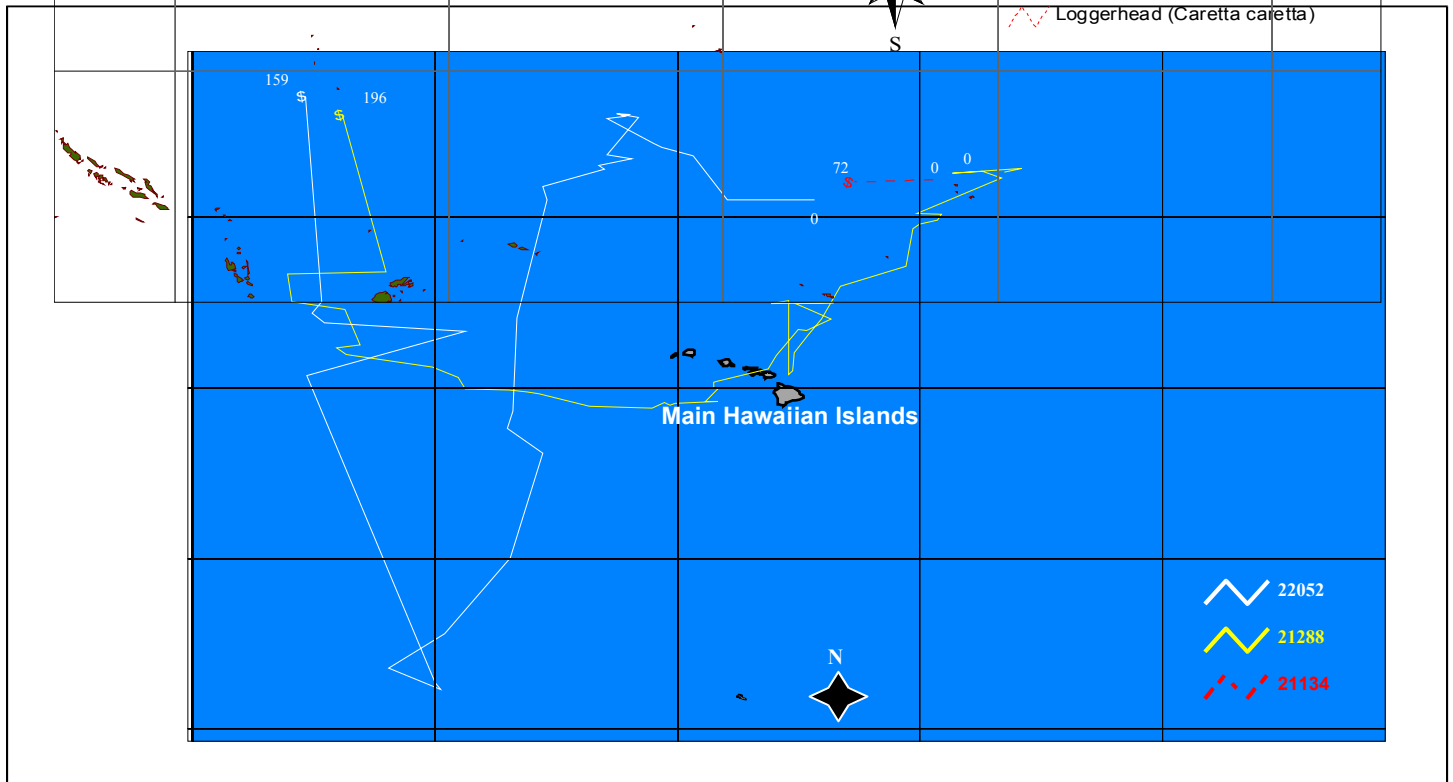 Loggerhead (Caretta caretta)
S
159
196
72
0
0
0
Main Hawaiian Islands
22052
21288
N
21134